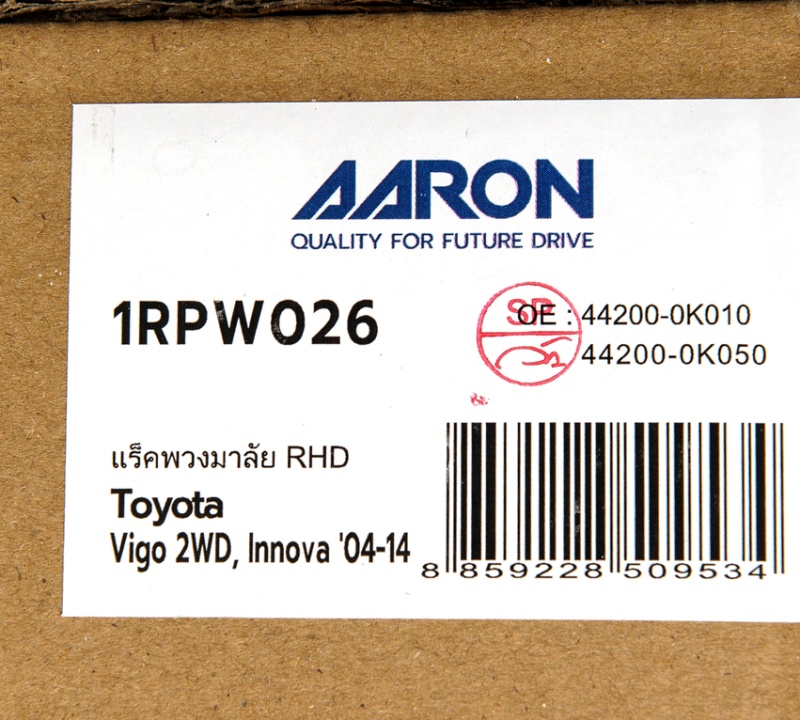 AARON
QUALITY FOR FUTURE DRIVE
1RPW026
SP
OE : 44200-0K010
44200-0K050
แร็คพวงมาลัย RHD
Toyota
Vigo 2WD, Innova '04-14
8 859228 509534